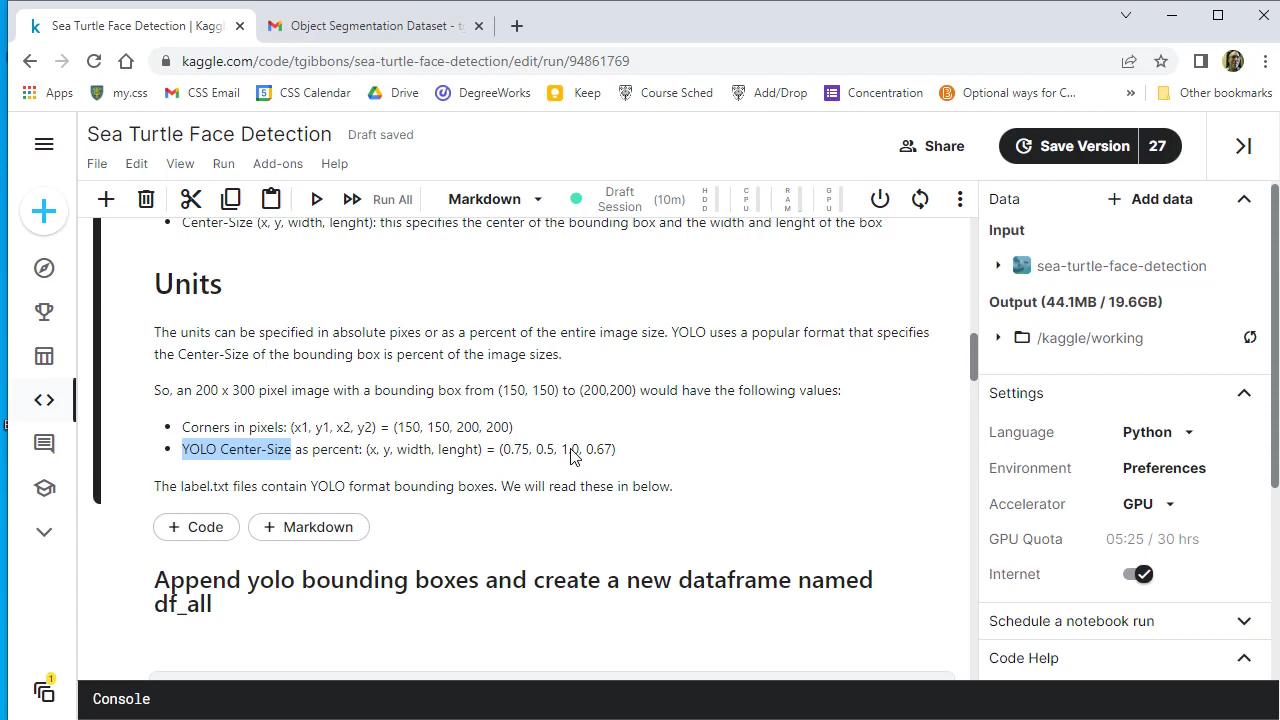 Sea Turtle Face Detection | Kaggl
Object Segmentation Dataset - tg
kaggle.com/code/tgibbons/sea-turtle-face-detection/edit/run/94861769
Apps
my.css
CSS Email
CSS Calendar
Drive
DegreeWorks
Keep
Course Sched
Add/Drop
Concentration
Optional ways for C...
»
Other bookmarks
Sea Turtle Face Detection
Draft saved
Share
Save Version
27
File
Edit
View
Run
Add-ons
Help
Run All
Markdown
Draft Session
(10m)
HDD
CPU
RAM
GPU
• Center-Size (x, y, width, lenght): this specifies the center of the bounding box and the width and lenght of the box
Units
The units can be specified in absolute pixes or as a percent of the entire image size. YOLO uses a popular format that specifies
the Center-Size of the bounding box is percent of the image sizes.
So, an 200 x 300 pixel image with a bounding box from (150, 150) to (200,200) would have the following values:
• Corners in pixels: (x1, y1, x2, y2) = (150, 150, 200, 200)
• YOLO Center-Size as percent: (x, y, width, lenght) = (0.75, 0.5, 1.0, 0.67)
The label.txt files contain YOLO format bounding boxes. We will read these in below.
+ Code
+ Markdown
Append yolo bounding boxes and create a new dataframe named
df_all
Console
1
Data
+ Add data
Input
sea-turtle-face-detection
Output (44.1MB / 19.6GB)
/kaggle/working
Settings
Language
Python
Environment
Preferences
Accelerator
GPU
GPU Quota
05:25 / 30 hrs
Internet
Schedule a notebook run
Code Help